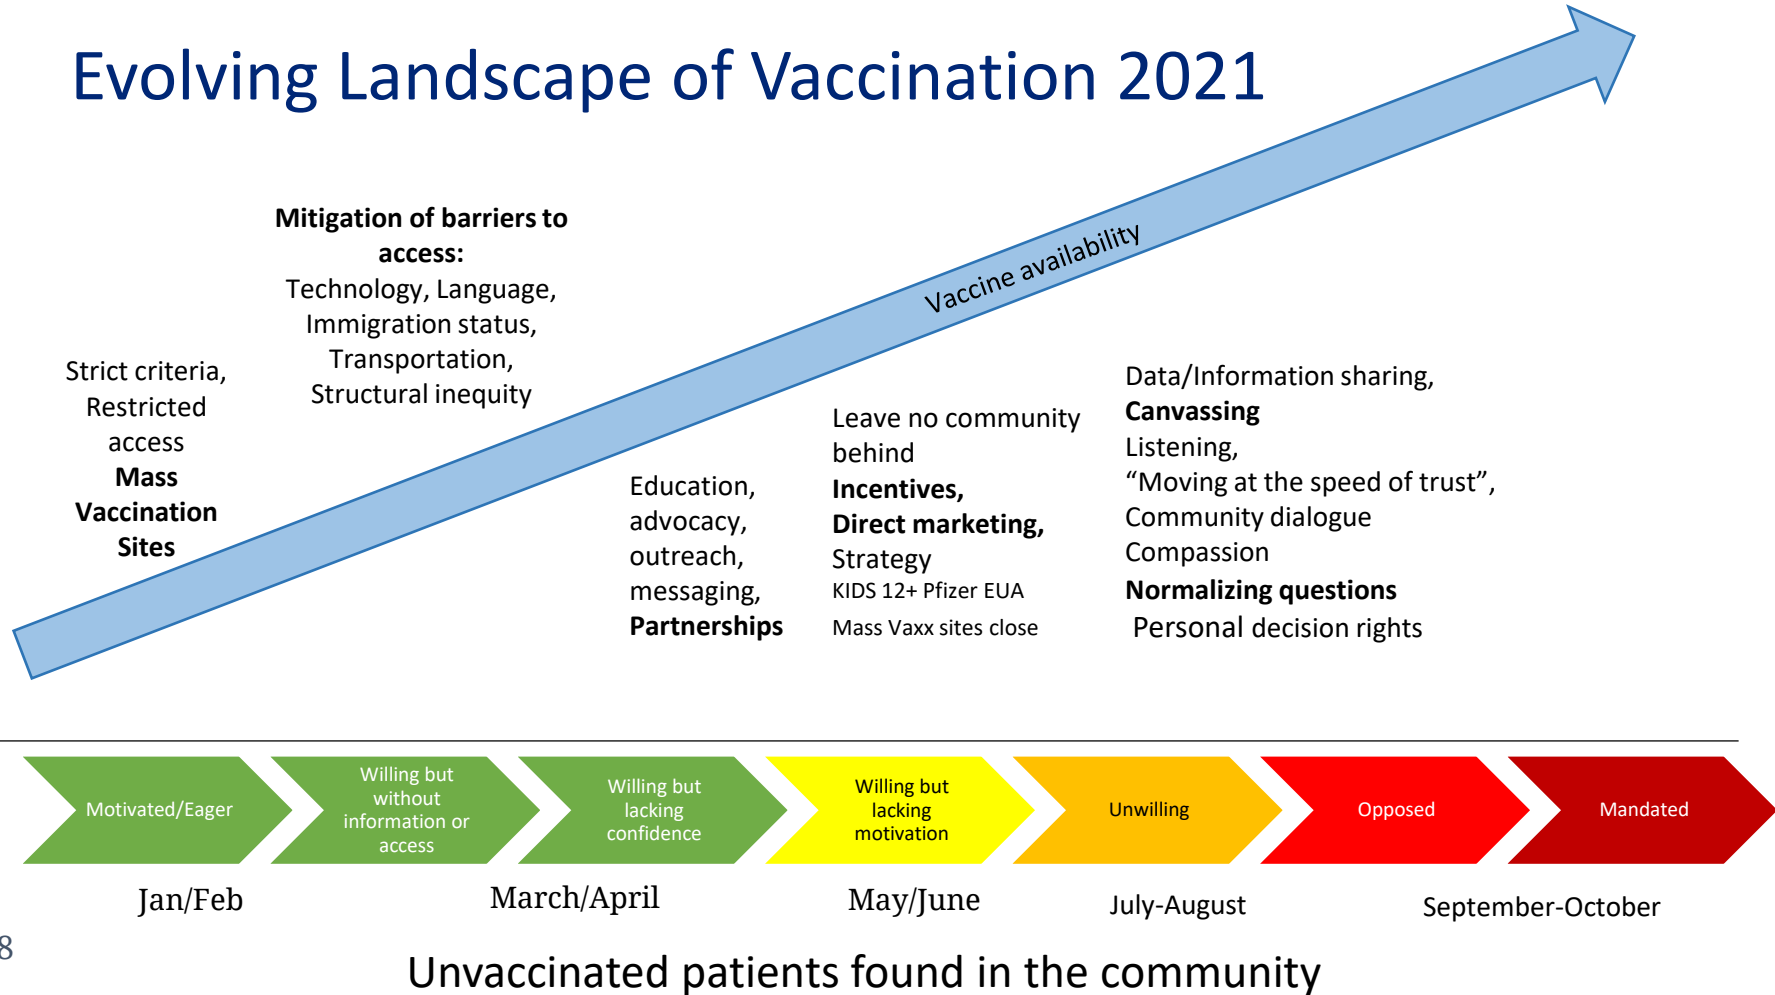 Evolving Landscape of Vaccination 2021
Mitigation of barriers to
access:
Technology, Language,
Immigration status,
Transportation,
Structural inequity
Strict criteria,
Restricted
access
Mass
Vaccination
Sites
Vaccine availability
Education,
advocacy,
outreach,
messaging,
Partnerships
Leave no community
behind
Incentives,
Direct marketing,
Strategy
KIDS 12+ Pfizer EUA
Mass Vaxx sites close
Data/Information sharing,
Canvassing
Listening,
“Moving at the speed of trust”,
Community dialogue
Compassion
Normalizing questions
Personal decision rights
Motivated/Eager
Willing but
without
information or
access
Willing but
lacking
confidence
Willing but
lacking
motivation
Unwilling
Opposed
Mandated
Jan/Feb
March/April
May/June
July-August
September-October
8
Unvaccinated patients found in the community